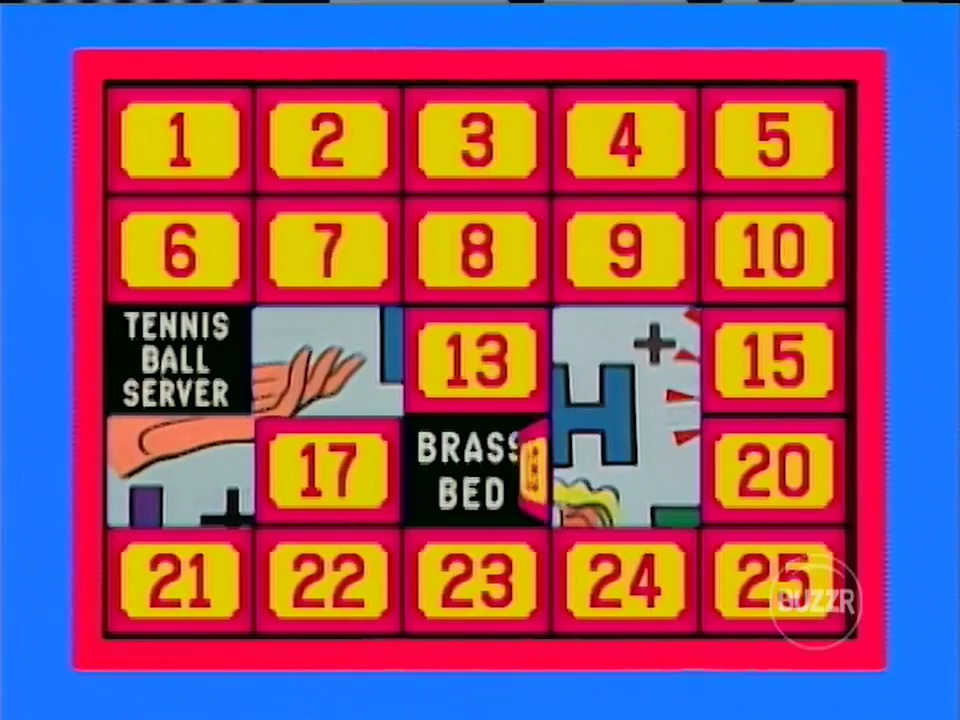 1 2 3 4 5
6 7 8 9 10
TENNIS
BALL
SERVER
13
H
+
15
17
BRASS
BED
20
+
21 22 23 24 25
BUZZR